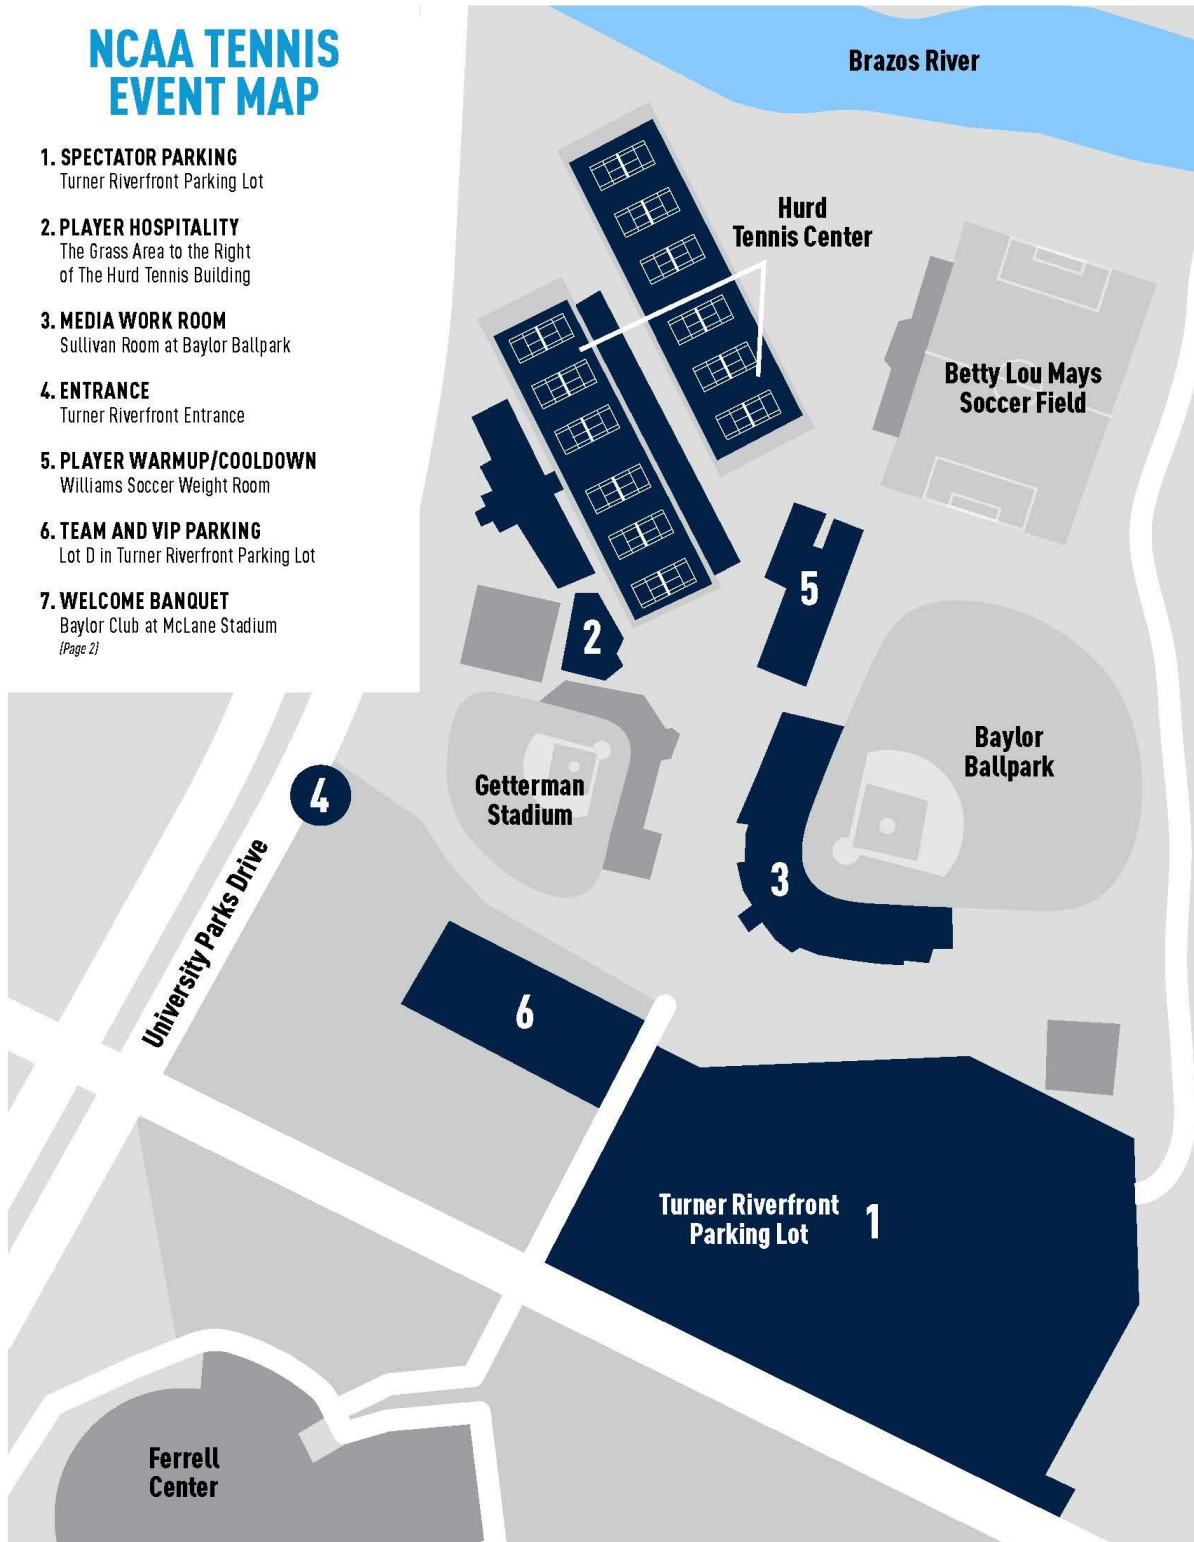 NCAA TENNIS
EVENT MAP
1. SPECTATOR PARKING
Turner Riverfront Parking Lot
2. PLAYER HOSPITALITY
The Grass Area to the Right
of The Hurd Tennis Building
3. MEDIA WORK ROOM
Sullivan Room at Baylor Ballpark
4. ENTRANCE
Turner Riverfront Entrance
5. PLAYER WARMUP/COOLDOWN
Williams Soccer Weight Room
6. TEAM AND VIP PARKING
Lot D in Turner Riverfront Parking Lot
7. WELCOME BANQUET
Baylor Club at McLane Stadium
(Page 2)
Brazos River
Hurd
Tennis Center
Betty Lou Mays
Soccer Field
5
2
Baylor
Ballpark
Getterman
Stadium
4
University Parks Drive
3
6
Turner Riverfront
Parking Lot
1
Ferrell
Center